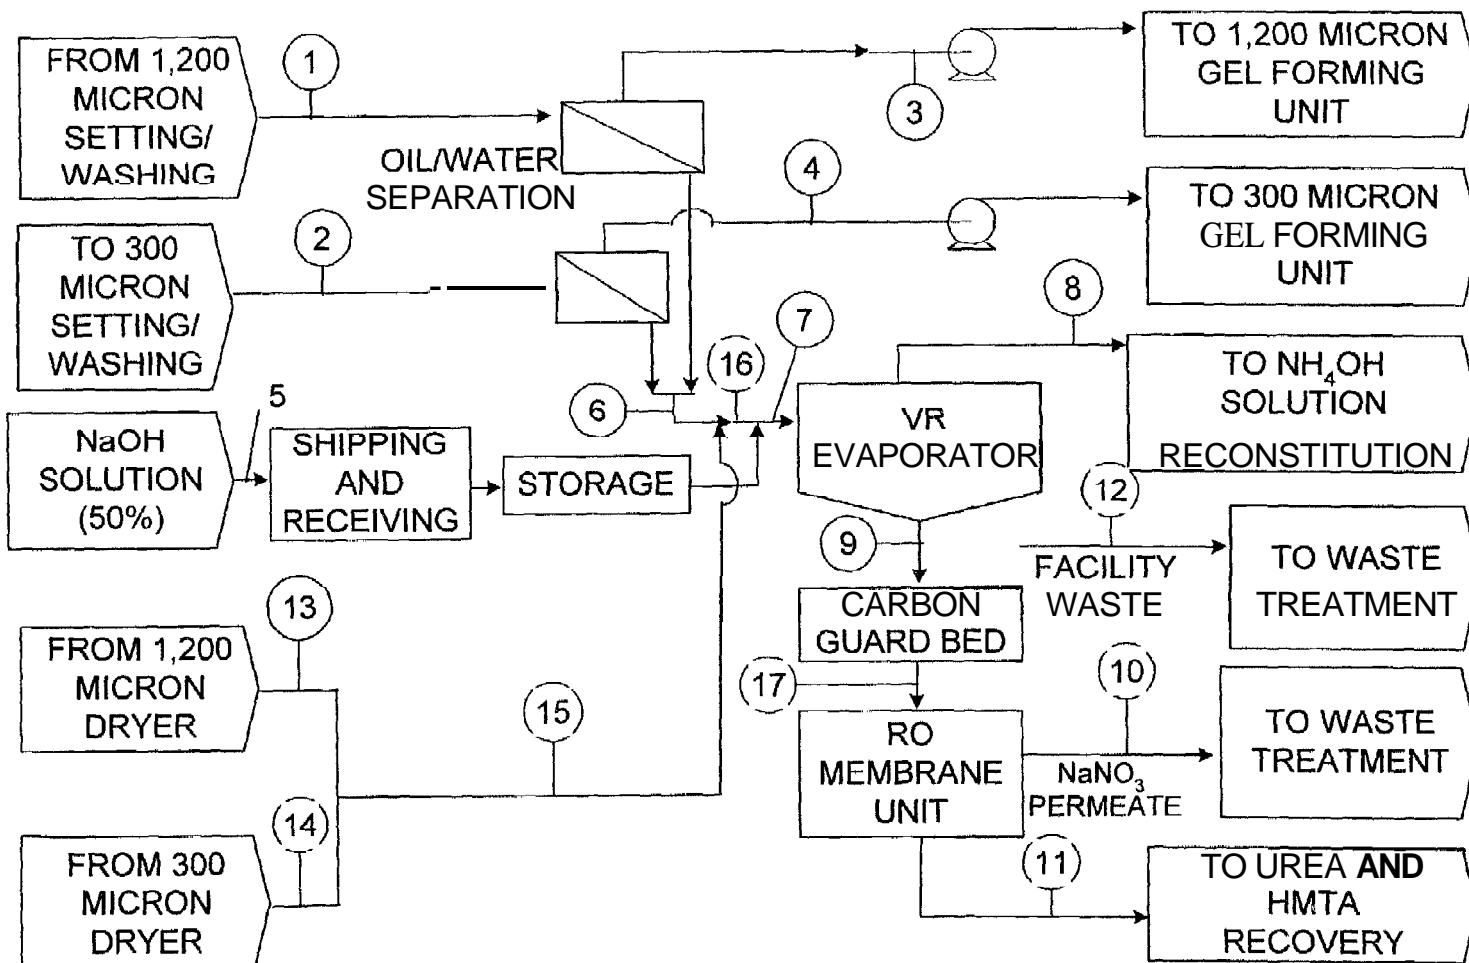 FROM 1,200
MICRON
SETTING/
WASHING
1
OIL/WATER
SEPARATION
3
TO 1,200 MICRON
GEL FORMING
UNIT
TO 300
MICRON
SETTING/
WASHING
2
4
TO 300 MICRON
GEL FORMING
UNIT
NaOH
SOLUTION
(50%)
5
SHIPPING
AND
RECEIVING
STORAGE
6
16
7
VR
EVAPORATOR
8
TO NH4OH
SOLUTION
RECONSTITUTION
9
12
FACILITY
WASTE
TO WASTE
TREATMENT
CARBON
GUARD BED
FROM 1,200
MICRON
DRYER
13
15
17
RO
MEMBRANE
UNIT
10
NaNO3
PERMEATE
TO WASTE
TREATMENT
FROM 300
MICRON
DRYER
14
11
TO UREA AND
HMTA
RECOVERY